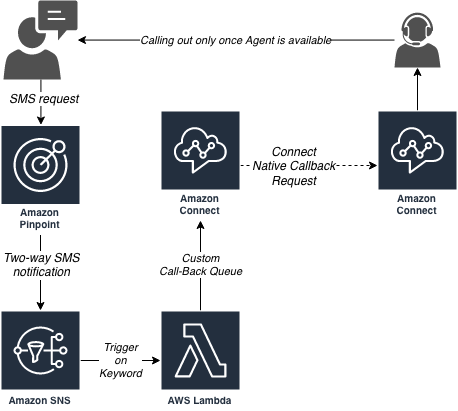 Calling out only once Agent is available
SMS request
Amazon
Pinpoint
Amazon
Connect
Connect
Native Callback
Request
Amazon
Connect
Two-way SMS
notification
Custom
Call-Back Queue
Amazon SNS
Trigger
on
Keyword
AWS Lambda